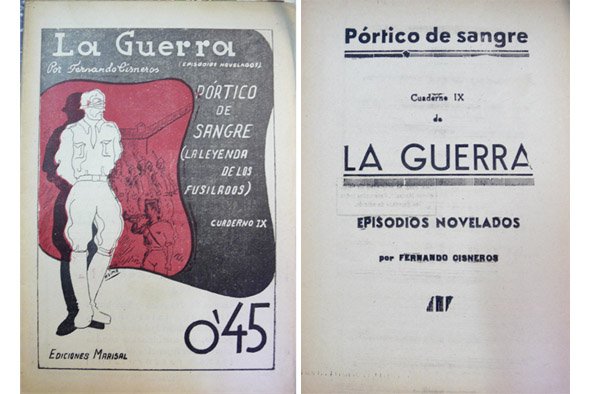 La Guerra
Por Fernando Cisneros
(EPISODIOS NOVELADOS)
PÓRTICO
DE
SANGRE
(LA LEYENDA
DE LOS
FUSILADOS)
CUADERNO IX
0'45
EDICIONES MARISAL
Pórtico de sangre
Cuaderno IX
de
LA GUERRA
EPISODIOS NOVELADOS
por FERNANDO CISNEROS